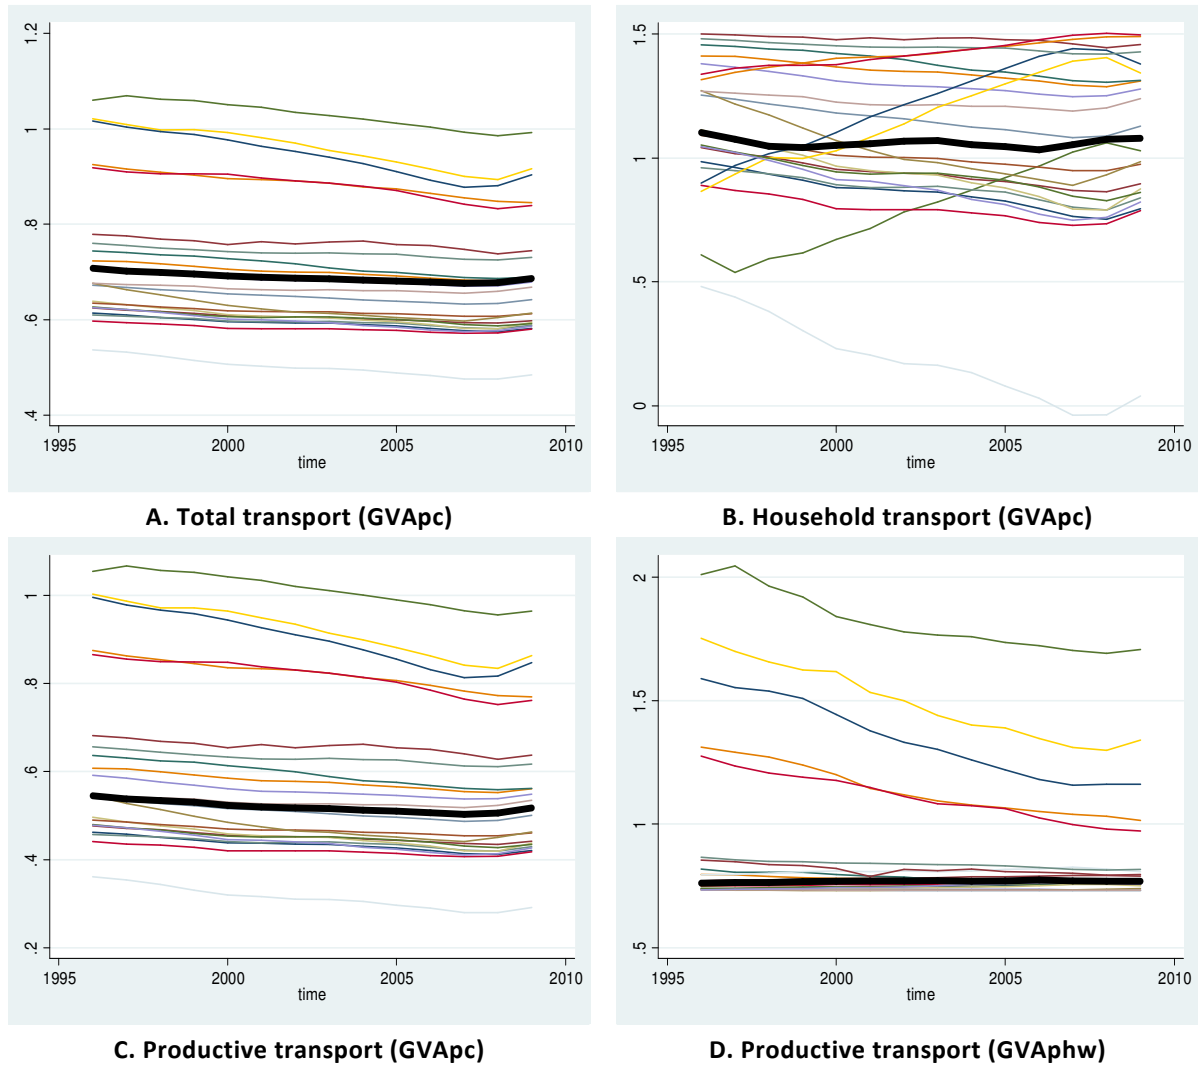 1.2
1
.8
.6
.4
1995 2000 2005 2010
time
A. Total transport (GVApc)
1.5
1
.5
0
1995 2000 2005 2010
time
B. Household transport (GVApc)
1
.8
.6
.4
.2
1995 2000 2005 2010
time
C. Productive transport (GVApc)
2
1.5
1
.5
1995 2000 2005 2010
time
D. Productive transport (GVAphw)